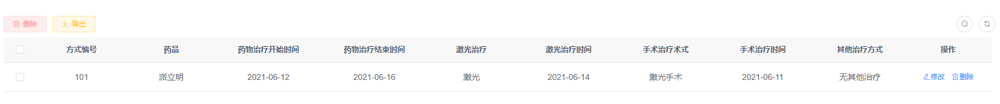 删除 导出
方式编号 药品 药物治疗开始时间 药物治疗结束时间 激光治疗 激光治疗时间 手术治疗术式 手术治疗时间 其他治疗方式 操作
101 派立明 2021-06-12 2021-06-16 激光 2021-06-14 激光手术 2021-06-11 无其他治疗 修改 删除